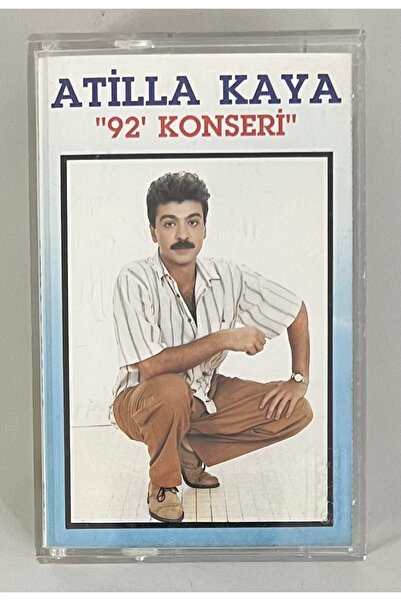 ATİLLA KAYA
"92' KONSERİ"